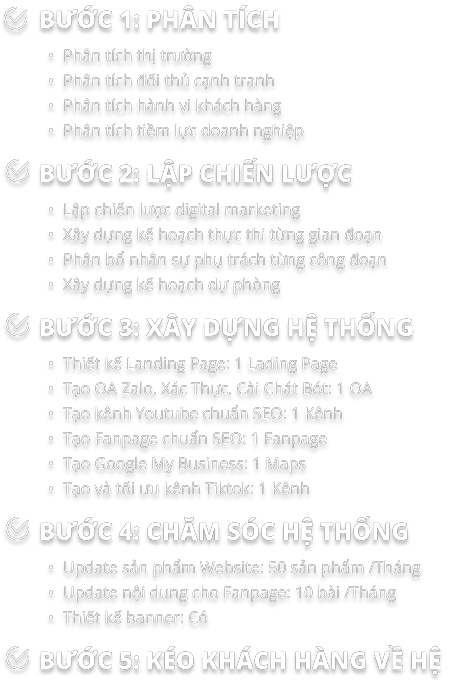 BƯỚC 1: PHÂN TÍCH
Phân tích thị trường
Phân tích đối thủ cạnh tranh
Phân tích hành vi khách hàng
Phân tích tiềm lực doanh nghiệp
BƯỚC 2: LẬP CHIẾN LƯỢC
Lập chiến lược digital marketing
Xây dựng kế hoạch thực thi từng gian đoạn
Phân bổ nhân sự phụ trách từng công đoạn
Xây dựng kế hoạch dự phòng
BƯỚC 3: XÂY DỰNG HỆ THỐNG
Thiết kế Landing Page: 1 Lading Page
Tạo OA Zalo, Xác Thực, Cài Chát Bót: 1 OA
Tạo kênh Youtube chuẩn SEO: 1 Kênh
Tạo Fanpage chuẩn SEO: 1 Fanpage
Tạo Google My Business: 1 Maps
Tạo và tối ưu kênh Tiktok: 1 Kênh
BƯỚC 4: CHĂM SÓC HỆ THỐNG
Update sản phẩm Website: 50 sản phẩm /Tháng
Update nội dung cho Fanpage: 10 bài /Tháng
Thiết kế banner: Có
BƯỚC 5: KÉO KHÁCH HÀNG VỀ HỆ